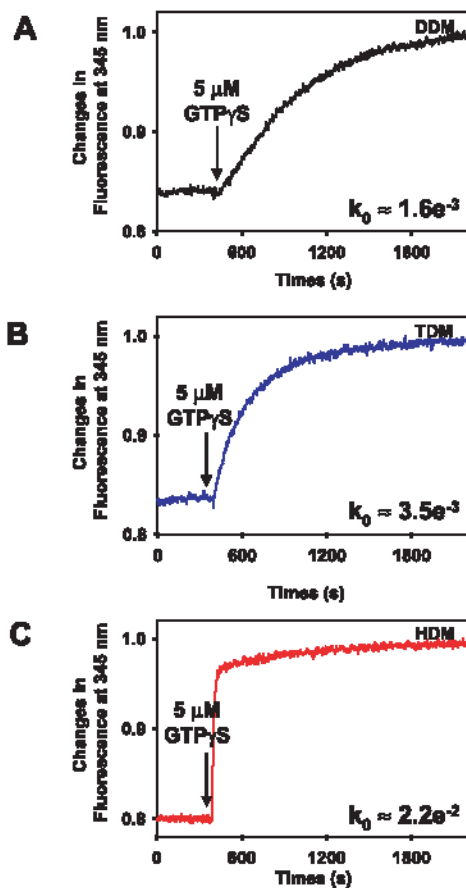 A
DDM
Changes in
Fluorescence at 345 nm
5 μM
GTPγS
0.9
0.8
k₀ ≈ 1.6e⁻³
600
1200
1800
Times (s)
B
TDM
Changes in
Fluorescence at 345 nm
1.0
5 μM
GTPγS
0.9
0.8
k₀ ≈ 3.5e⁻³
0
600
1200
1800
Times (s)
C
HDM
Changes in
Fluorescence at 345 nm
1.0
5 μM
GTPγS
0.9
0.8
k₀ ≈ 2.2e⁻²
0
600
1200
1800
Times (s)